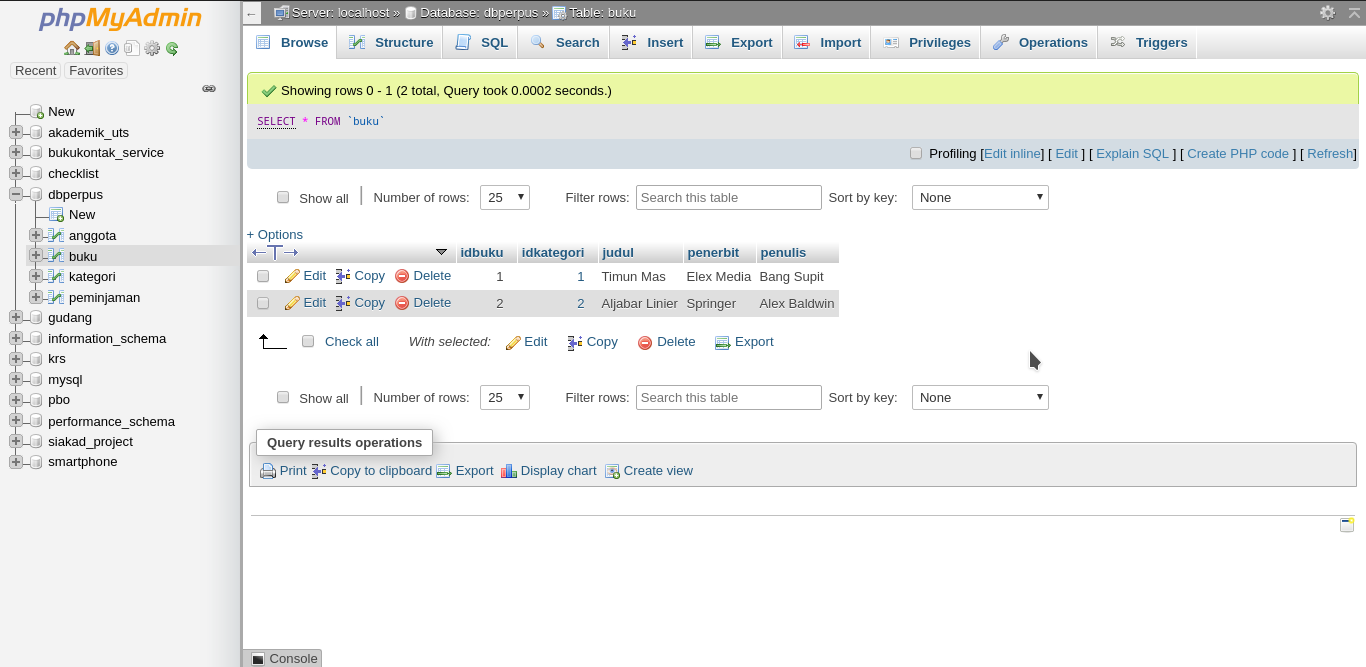 phpMyAdmin
Recent Favorites
New
akademik_uts
bukukontak_service
checklist
dbperpus
New
anggota
buku
kategori
peminjaman
gudang
information_schema
krs
mysql
pbo
performance_schema
siakad_project
smartphone
← Server: localhost » Database: dbperpus » Table: buku
Browse Structure SQL Search Insert Export Import Privileges Operations Triggers
Showing rows 0 - 1 (2 total, Query took 0.0002 seconds.)
SELECT * FROM `buku`
Profiling [Edit inline] [ Edit ] [ Explain SQL ] [ Create PHP code ] [ Refresh]
Show all Number of rows: 25 Filter rows: Search this table Sort by key: None
+ Options
←T→ idbuku idkategori judul penerbit penulis
Edit Copy Delete 1 1 Timun Mas Elex Media Bang Supit
Edit Copy Delete 2 2 Aljabar Linier Springer Alex Baldwin
Check all With selected: Edit Copy Delete Export
Show all Number of rows: 25 Filter rows: Search this table Sort by key: None
Query results operations
Print Copy to clipboard Export Display chart Create view
Console